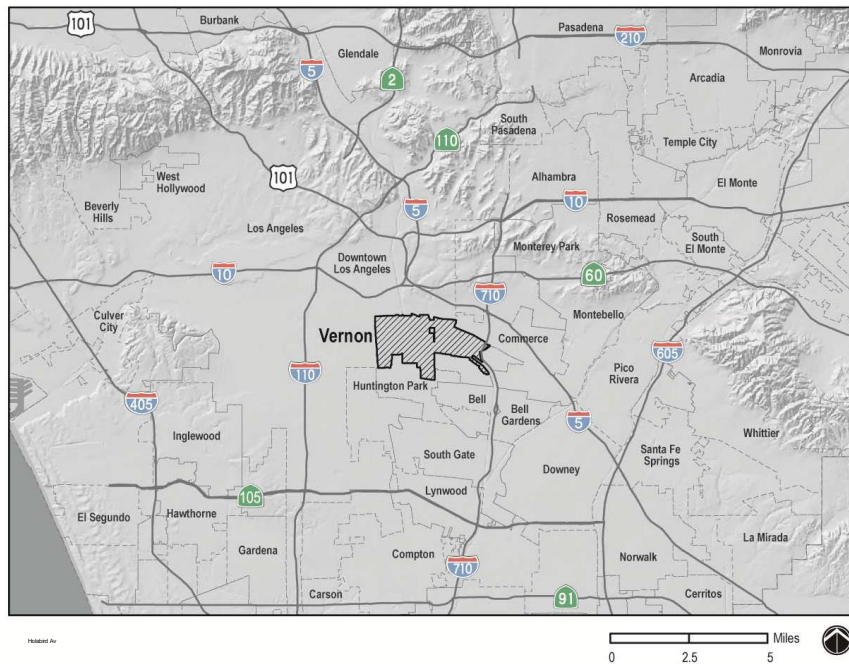 101
Burbank
Glendale
Pasadena
210
Monrovia
5
2
Arcadia
South
Pasadena
110
Temple City
West
Hollywood
101
Alhambra
El Monte
Beverly
Hills
5
10
Los Angeles
Rosemead
Downtown
Los Angeles
Monterey Park
South
El Monte
10
60
710
Culver
City
Montebello
Vernon
Commerce
605
110
Pico
Rivera
Huntington Park
405
Bell
Bell
Gardens
5
Inglewood
Whittier
South Gate
Downey
Santa Fe
Springs
Lynwood
105
El Segundo
Hawthorne
La Mirada
Gardena
Compton
710
Norwalk
Carson
91
Cerritos
Holabird Av
Miles
0 2.5 5